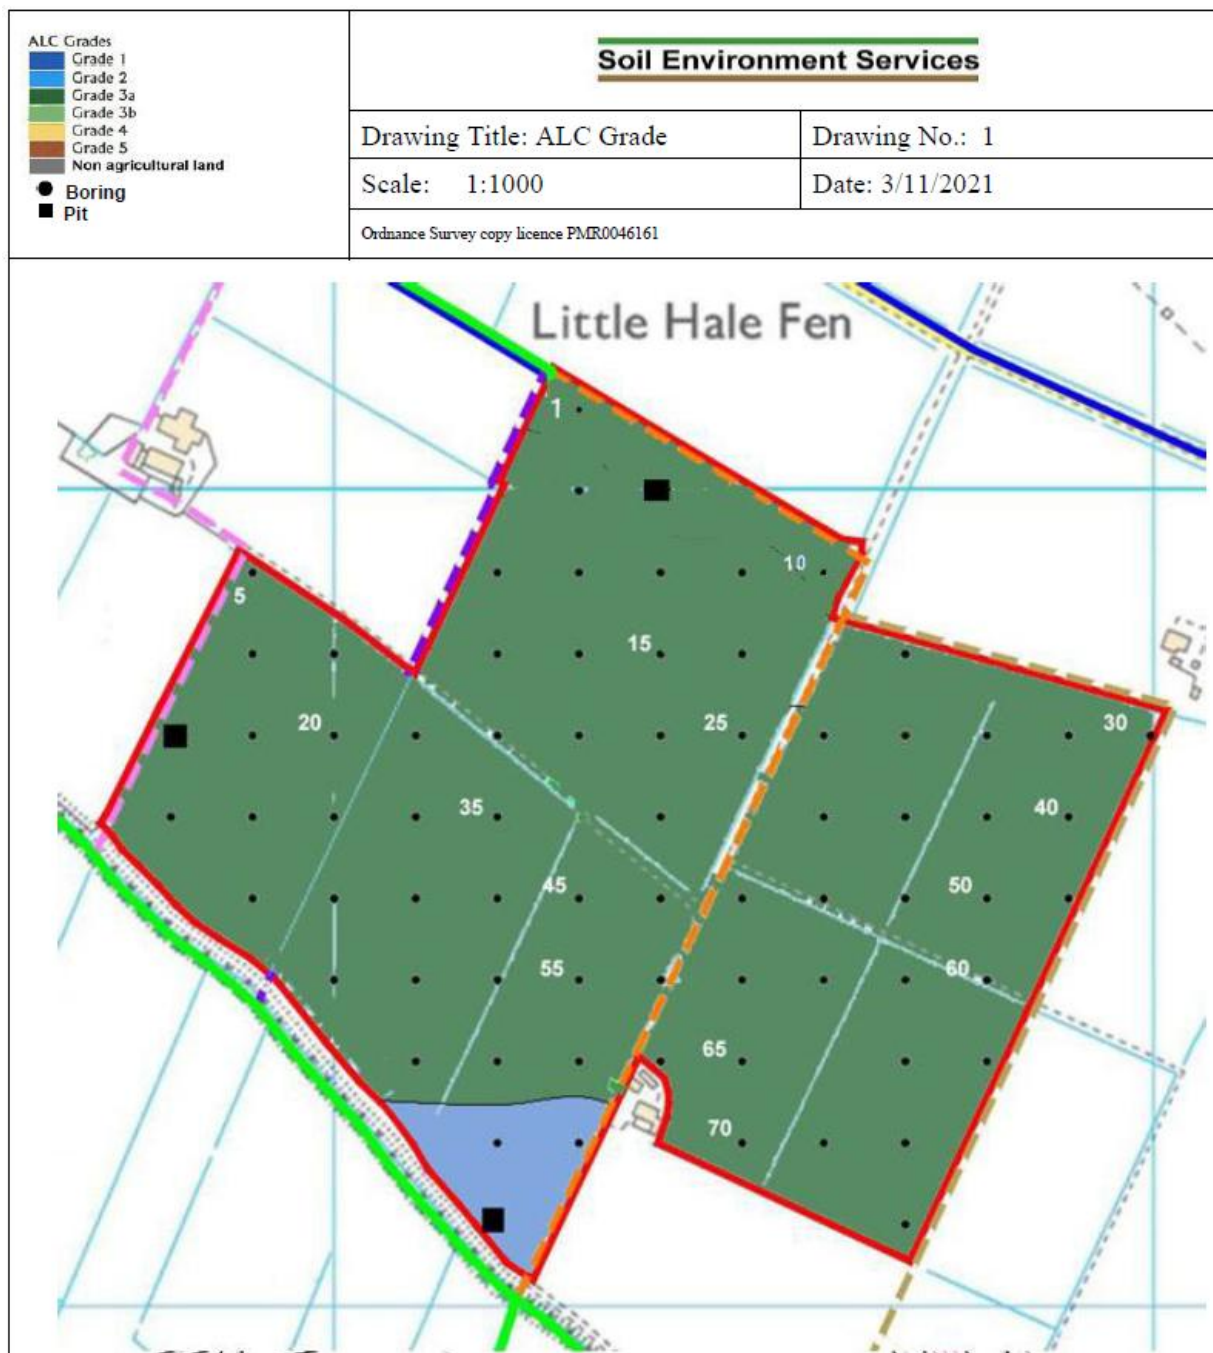 ALC Grades
Grade 1
Grade 2
Grade 3a
Grade 3b
Grade 4
Grade 5
Non agricultural land
Boring
Pit
Soil Environment Services
Drawing Title: ALC Grade
Drawing No.: 1
Scale: 1:1000
Date: 3/11/2021
Ordnance Survey copy licence PMR0046161
Little Hale Fen
1
10
5
15
20
25
30
35
40
45
50
55
60
65
70